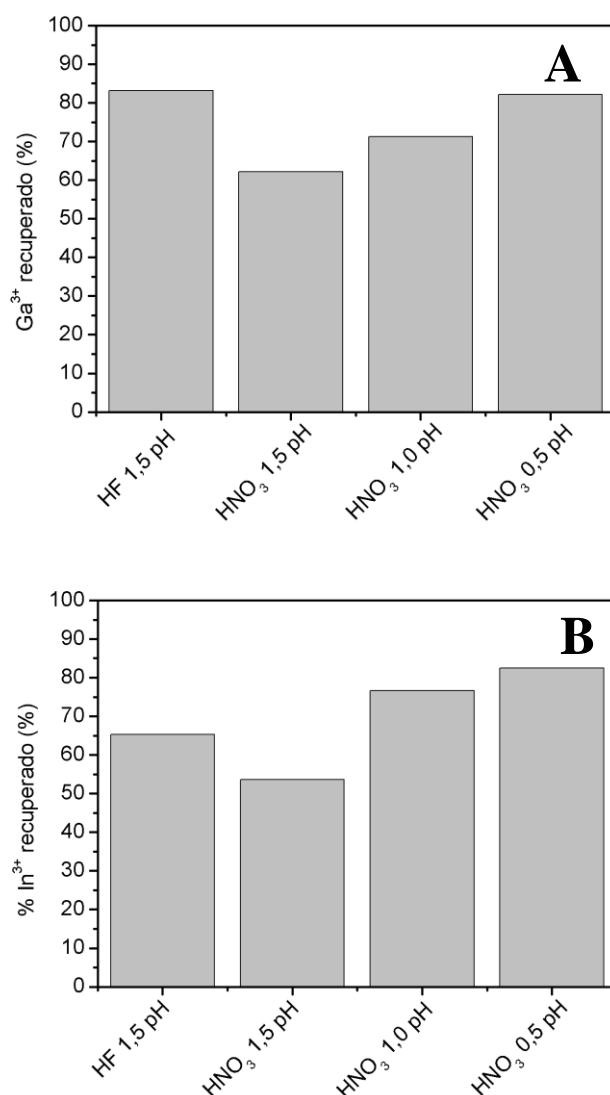 A
Ga³⁺ recuperado (%)
100
90
80
70
60
50
40
30
20
10
0
HF 1,5 pH
HNO₃ 1,5 pH
HNO₃ 1,0 pH
HNO₃ 0,5 pH
B
% In³⁺ recuperado (%)
100
90
80
70
60
50
40
30
20
10
0
HF 1,5 pH
HNO₃ 1,5 pH
HNO₃ 1,0 pH
HNO₃ 0,5 pH